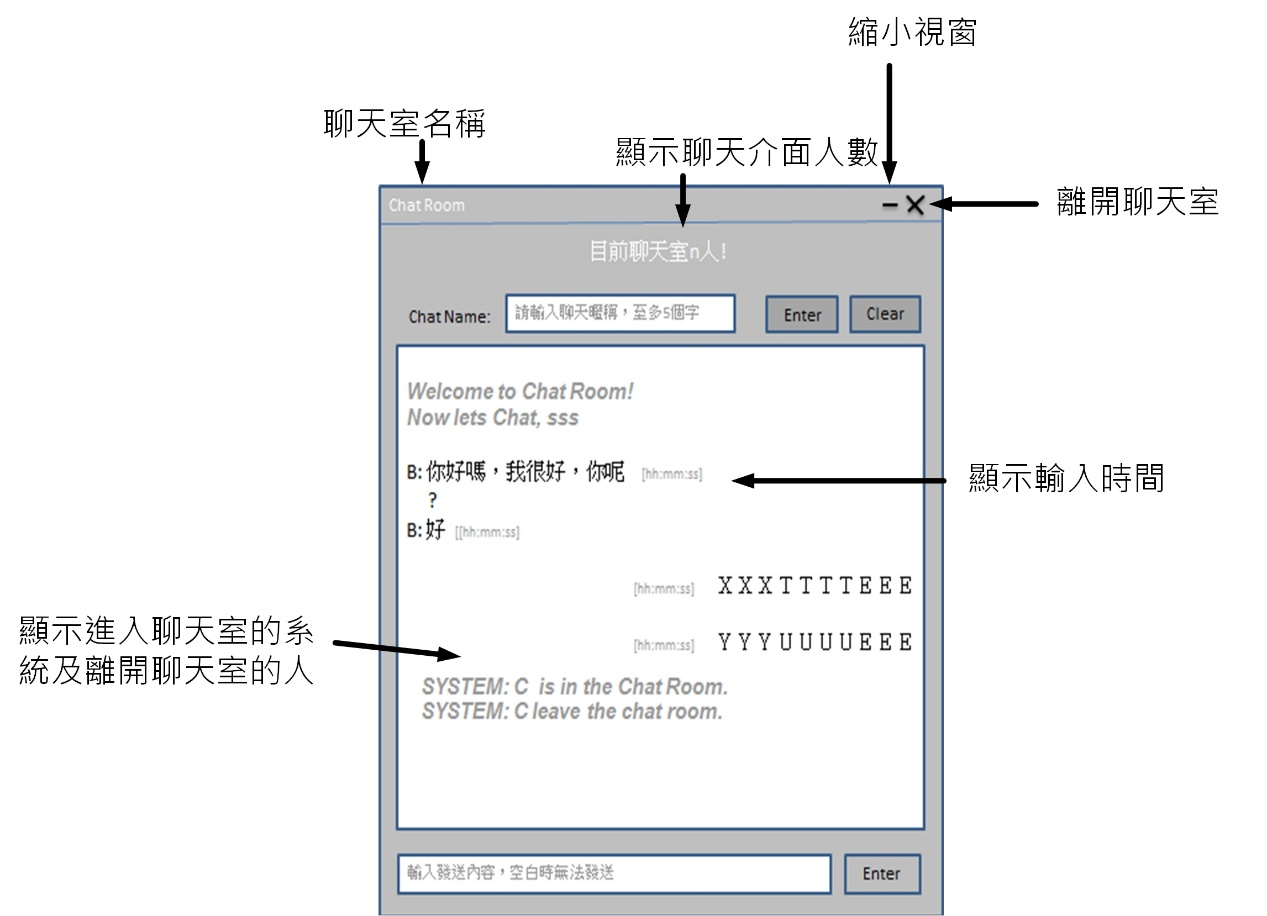 縮小視窗
聊天室名稱
顯示聊天介面人數
離開聊天室
Chat Room
目前聊天室n人!
Chat Name:
請輸入聊天暱稱，至多5個字
Enter
Clear
Welcome to Chat Room!
Now lets Chat, sss
B: 你好嗎，我很好，你呢 [hh:mm:ss]
?
顯示輸入時間
B: 好 [[hh:mm:ss]
[hh:mm:ss] XXXTTTTEEE
[hh:mm:ss] YYYUUUUEEE
顯示進入聊天室的系
統及離開聊天室的人
SYSTEM: C is in the Chat Room.
SYSTEM: C leave the chat room.
輸入發送內容，空白時無法發送
Enter